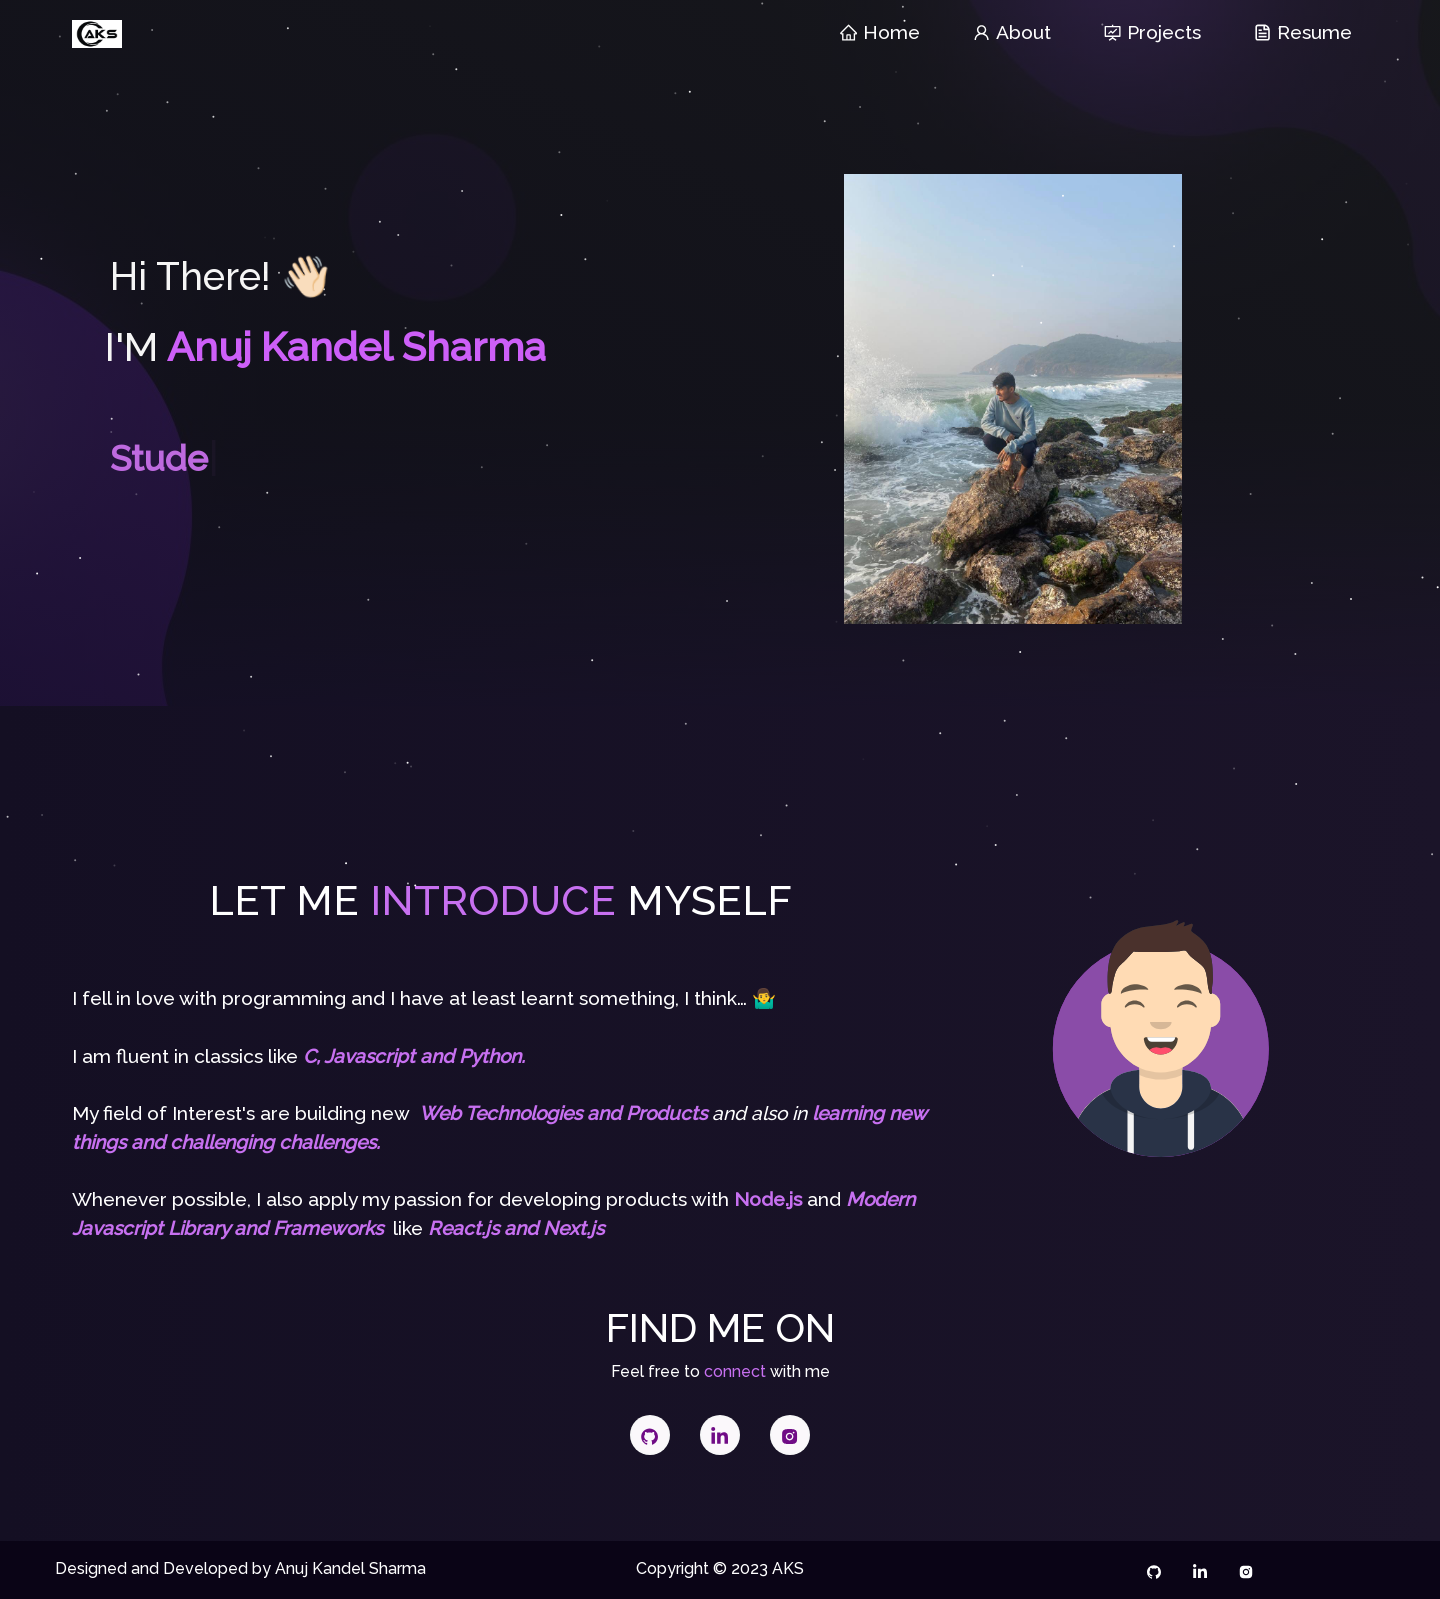 AKS
Home
About
Projects
Resume
Hi There! 👋🏻
I'M Anuj Kandel Sharma
Stude
LET ME INTRODUCE MYSELF
I fell in love with programming and I have at least learnt something, I think… 🤷‍♂️
I am fluent in classics like C, Javascript and Python.
My field of Interest's are building new Web Technologies and Products and also in learning new
things and challenging challenges.
Whenever possible, I also apply my passion for developing products with Node.js and Modern
Javascript Library and Frameworks like React.js and Next.js
FIND ME ON
Feel free to connect with me
Designed and Developed by Anuj Kandel Sharma
Copyright © 2023 AKS